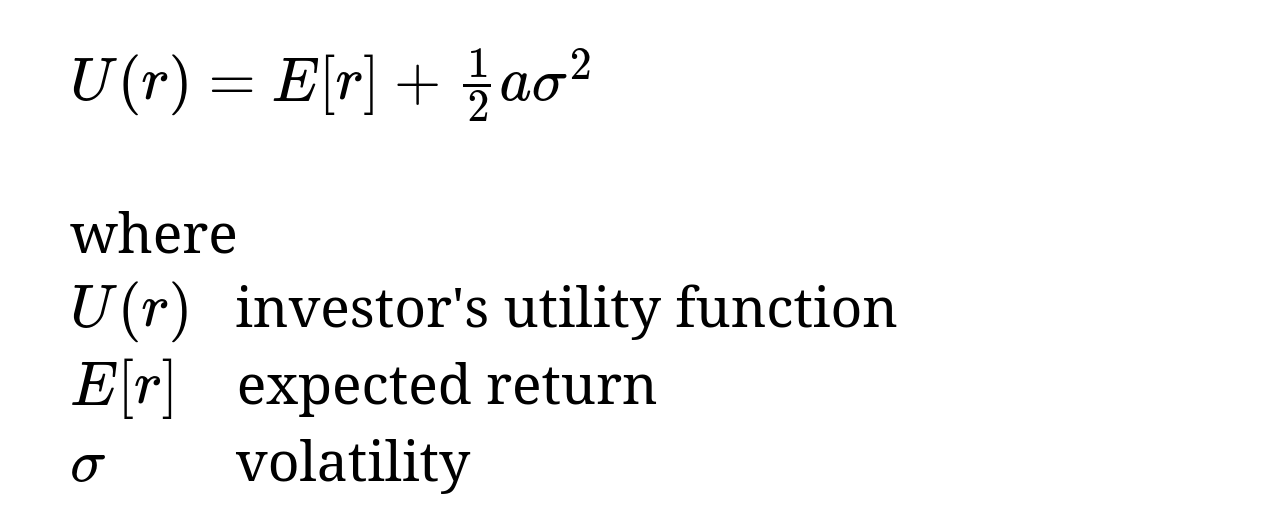 U(r) = E[r] + ½aσ²
where
U(r) investor's utility function
E[r] expected return
σ volatility